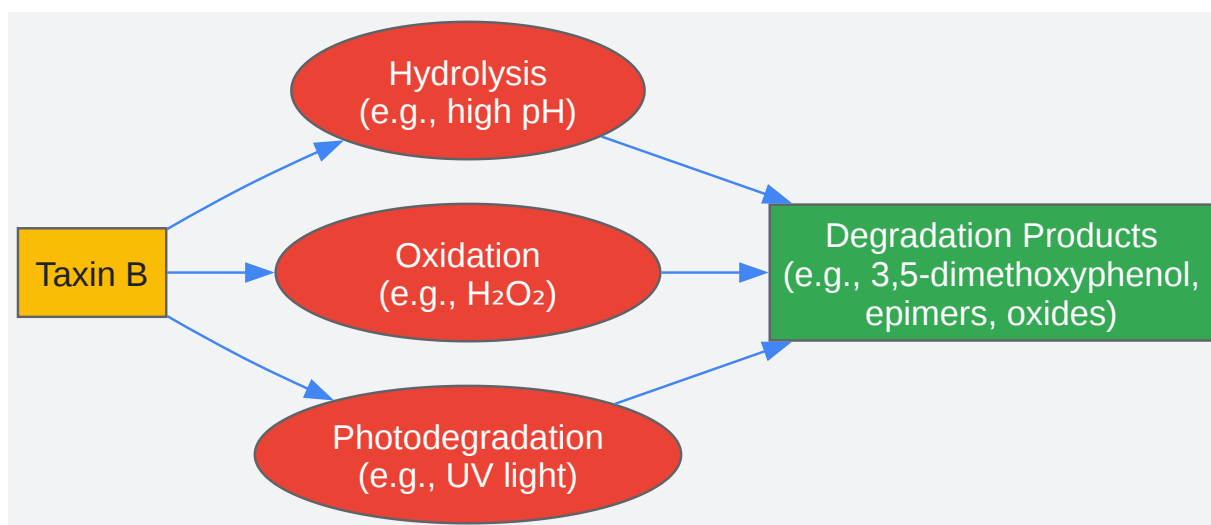 Hydrolysis
(e.g., high pH)
Taxin B
Oxidation
(e.g., H₂O₂)
Degradation Products
(e.g., 3,5-dimethoxyphenol,
epimers, oxides)
Photodegradation
(e.g., UV light)